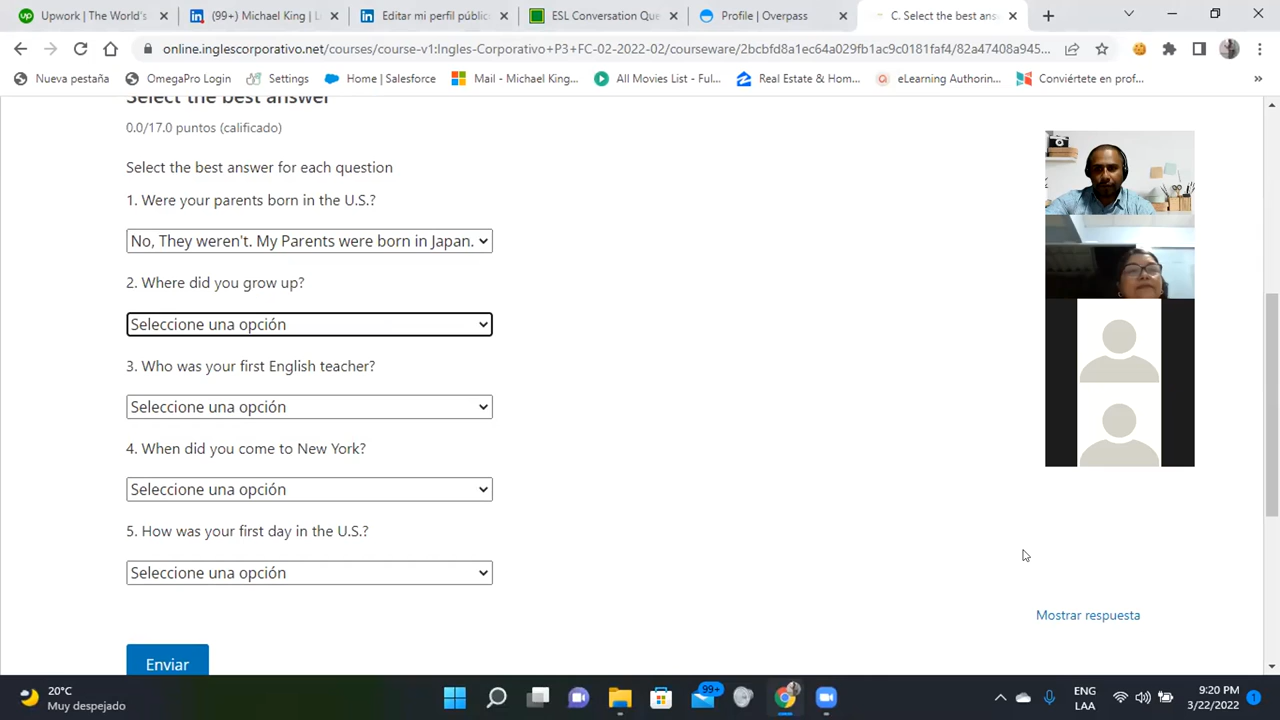 Upwork | The World's
(99+) Michael King | L
Editar mi perfil públic
ESL Conversation Que
Profile | Overpass
C. Select the best ans
online.inglescorporativo.net/courses/course-v1:Ingles-Corporativo+P3+FC-02-2022-02/courseware/2bcbfd8a1ec64a029fb1ac9c0181faf4/82a47408a945...
Nueva pestaña
OmegaPro Login
Settings
Home | Salesforce
Mail - Michael King...
All Movies List - Ful...
Real Estate & Hom...
eLearning Authorin...
Conviértete en prof...
»
Select the best answer
0.0/17.0 puntos (calificado)
Select the best answer for each question
1. Were your parents born in the U.S.?
No, They weren't. My Parents were born in Japan.
2. Where did you grow up?
Seleccione una opción
3. Who was your first English teacher?
Seleccione una opción
4. When did you come to New York?
Seleccione una opción
5. How was your first day in the U.S.?
Seleccione una opción
Mostrar respuesta
Enviar
20°C
Muy despejado
99+
ENG
LAA
9:20 PM
3/22/2022
1